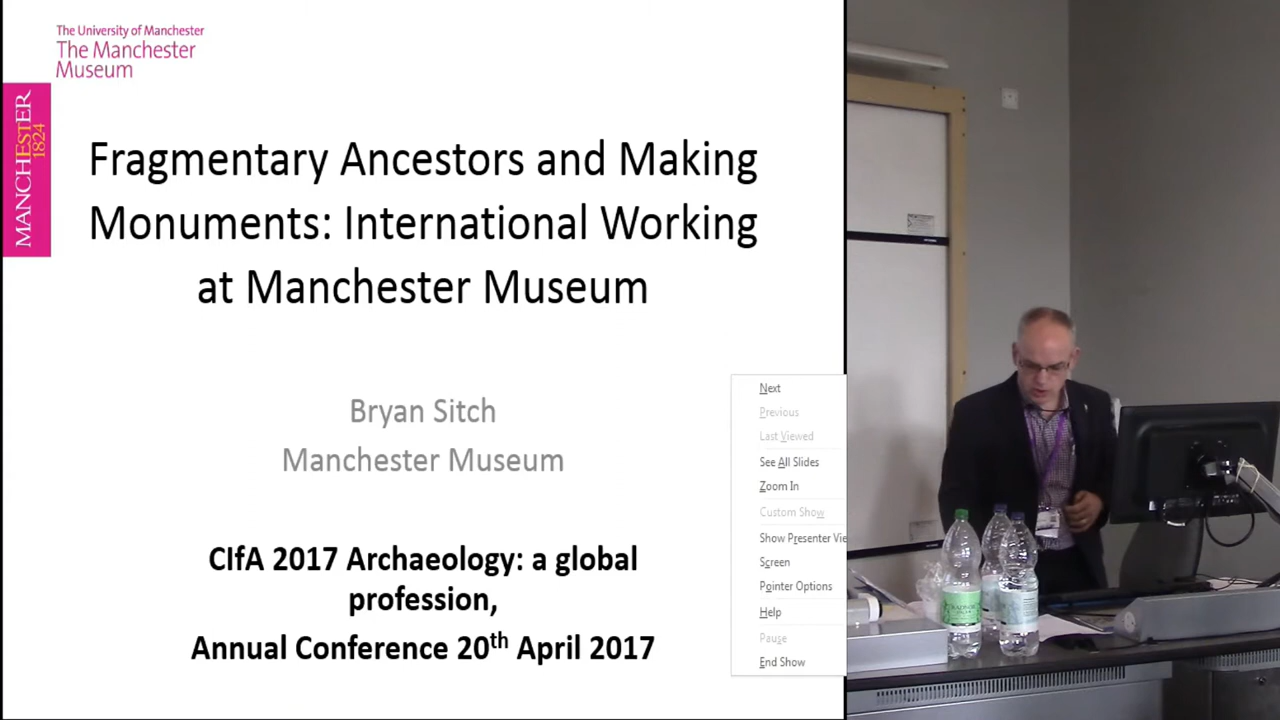 The University of Manchester
The Manchester
Museum
MANCHESTER
1824
Fragmentary Ancestors and Making
Monuments: International Working
at Manchester Museum
Bryan Sitch
Manchester Museum
CIfA 2017 Archaeology: a global
profession,
Annual Conference 20th April 2017
Next
Previous
Last Viewed
See All Slides
Zoom In
Custom Show
Show Presenter Vie
Screen
Pointer Options
Help
Pause
End Show